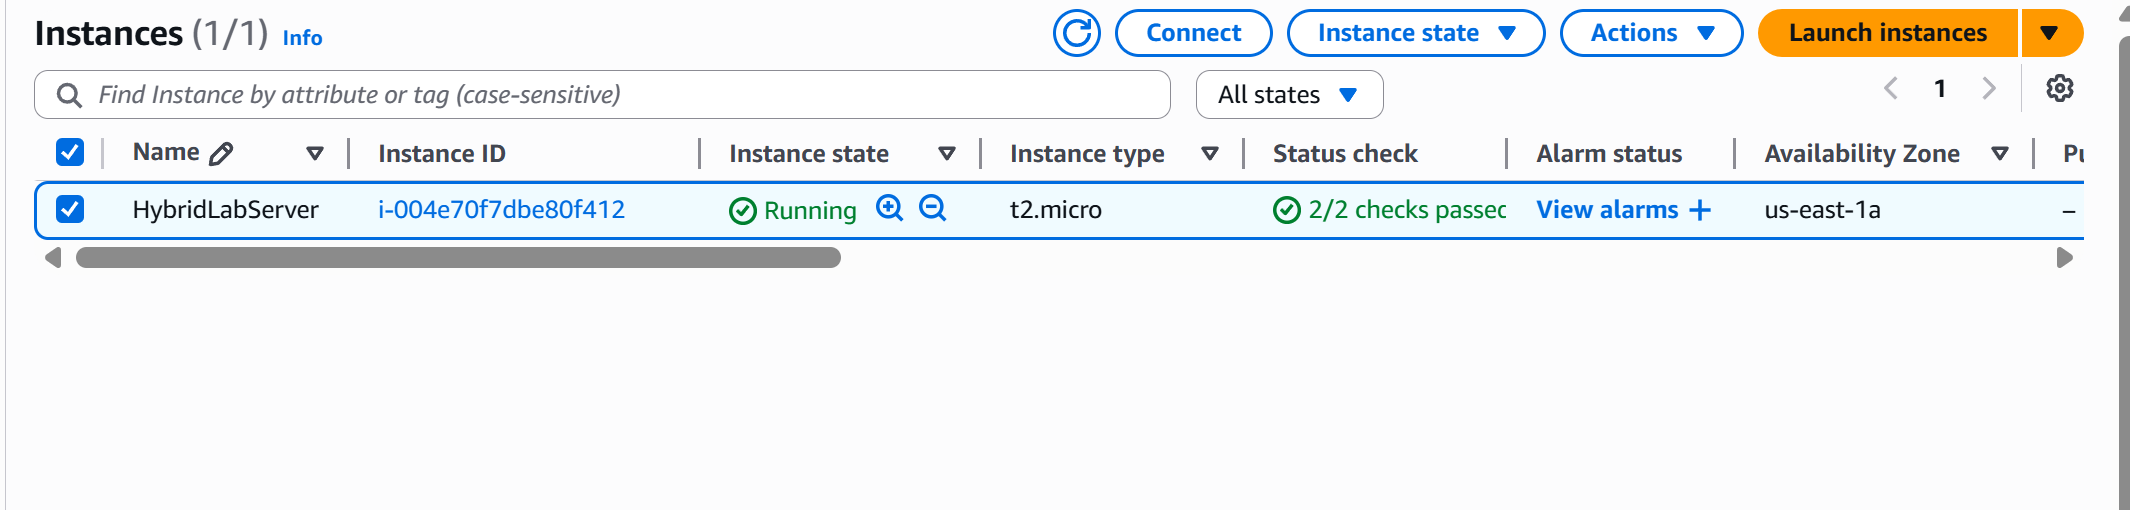 Instances (1/1) Info Connect Instance state Actions Launch instances
Find Instance by attribute or tag (case-sensitive) All states 1
Name Instance ID Instance state Instance type Status check Alarm status Availability Zone
HybridLabServer i-004e70f7dbe80f412 Running t2.micro 2/2 checks passed View alarms + us-east-1a –